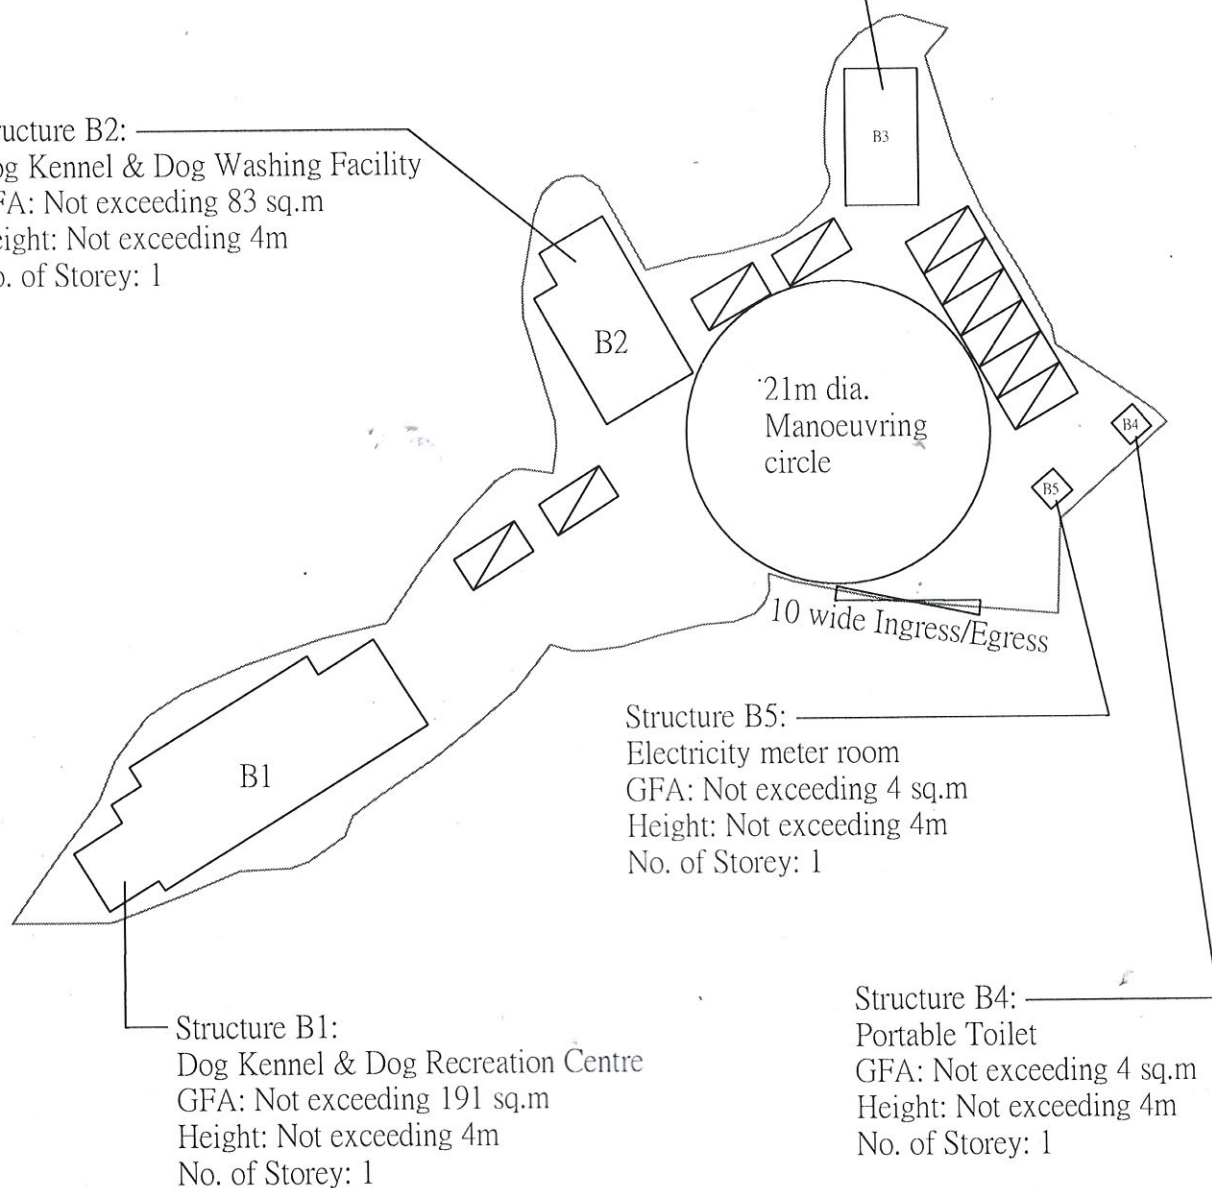 B3
ructure B2:
og Kennel & Dog Washing Facility
FA: Not exceeding 83 sq.m
eight: Not exceeding 4m
o. of Storey: 1
B2
21m dia.
Manoeuvring
circle
B4
B5
10 wide Ingress/Egress
Structure B5:
Electricity meter room
GFA: Not exceeding 4 sq.m
Height: Not exceeding 4m
No. of Storey: 1
B1
Structure B1:
Dog Kennel & Dog Recreation Centre
GFA: Not exceeding 191 sq.m
Height: Not exceeding 4m
No. of Storey: 1
Structure B4:
Portable Toilet
GFA: Not exceeding 4 sq.m
Height: Not exceeding 4m
No. of Storey: 1